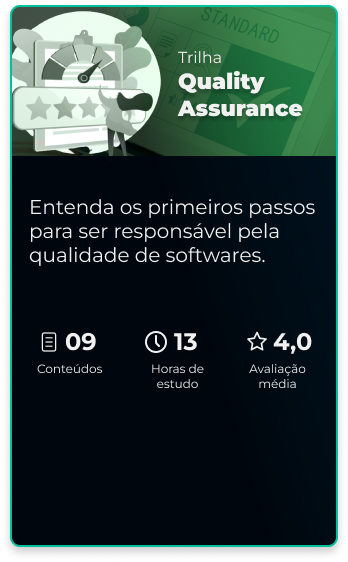 STANDARD
Trilha
Quality
Assurance
Entenda os primeiros passos
para ser responsável pela
qualidade de softwares.
09
Conteúdos
13
Horas de
estudo
4,0
Avaliação
média